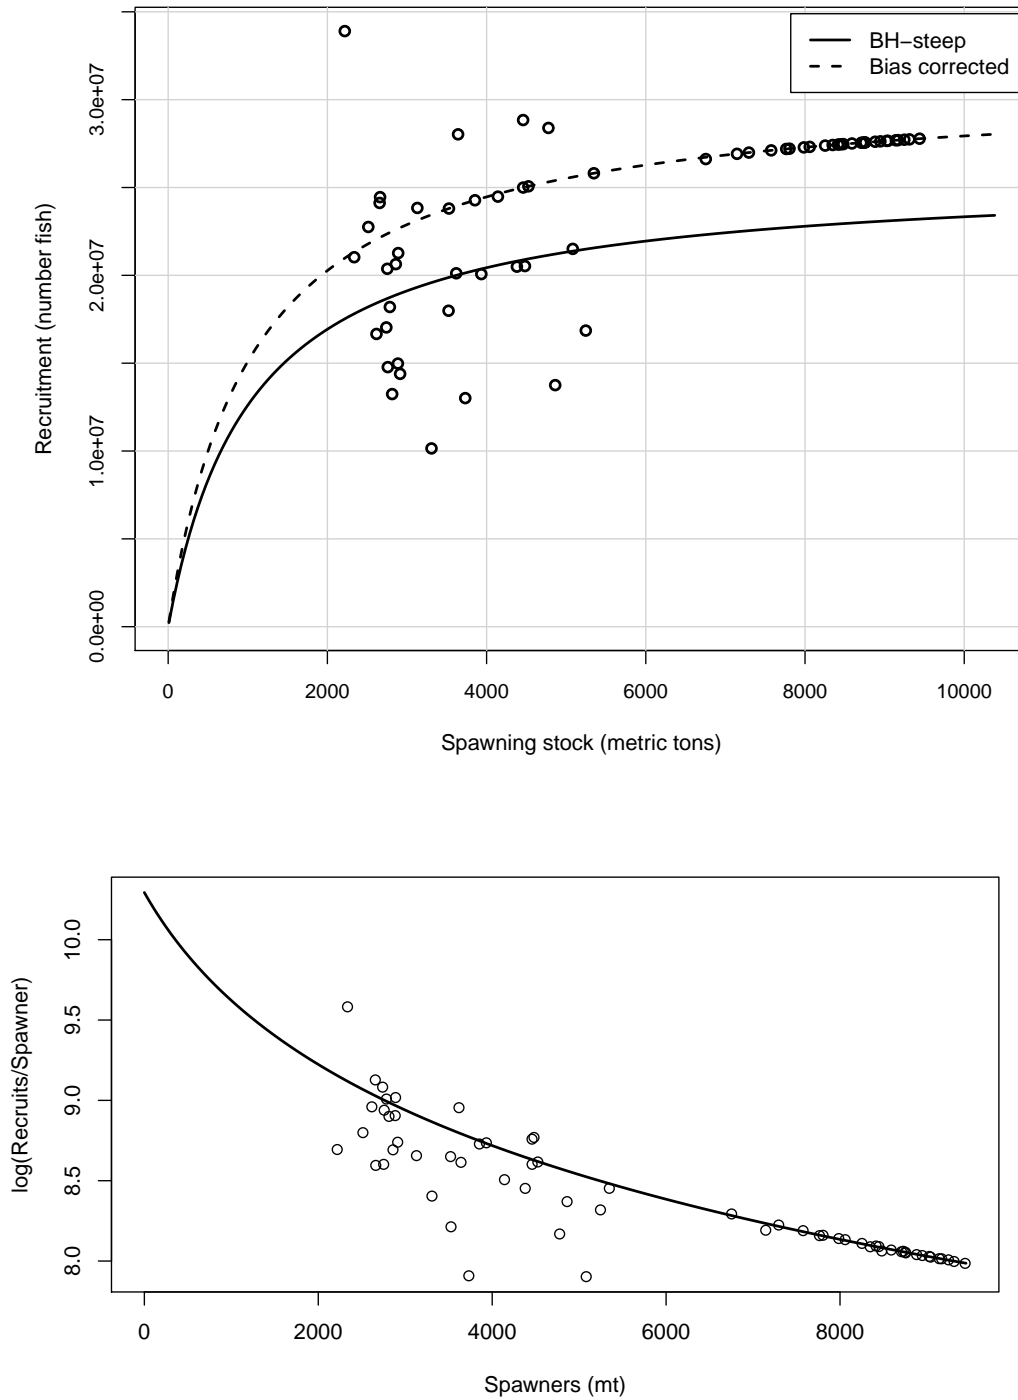 BH−steep
Bias corrected
3.0e+07
2.0e+07
1.0e+07
0.0e+00
Recruitment (number fish)
0 2000 4000 6000 8000 10000
Spawning stock (metric tons)
10.0
9.5
9.0
8.5
8.0
log(Recruits/Spawner)
0 2000 4000 6000 8000
Spawners (mt)